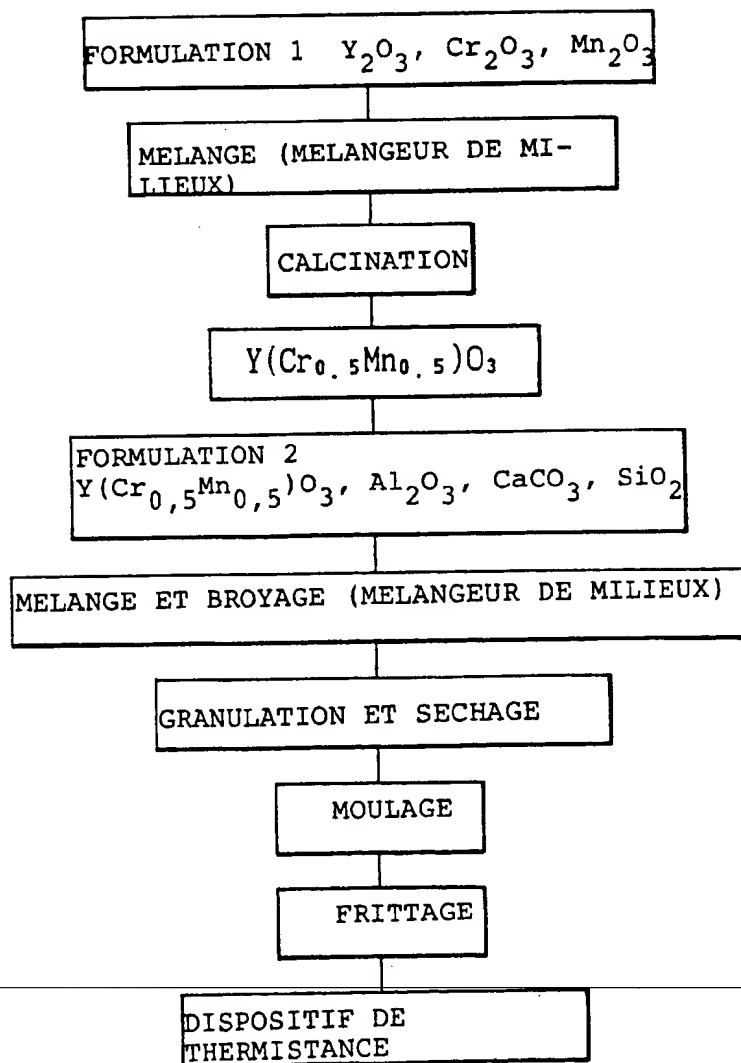 FORMULATION 1 Y₂O₃, Cr₂O₃, Mn₂O₃
MELANGE (MELANGEUR DE MI-
LIEUX)
CALCINATION
Y(Cr₀.₅Mn₀.₅)O₃
FORMULATION 2
Y(Cr₀,₅Mn₀,₅)O₃, Al₂O₃, CaCO₃, SiO₂
MELANGE ET BROYAGE (MELANGEUR DE MILIEUX)
GRANULATION ET SECHAGE
MOULAGE
FRITTAGE
DISPOSITIF DE
THERMISTANCE